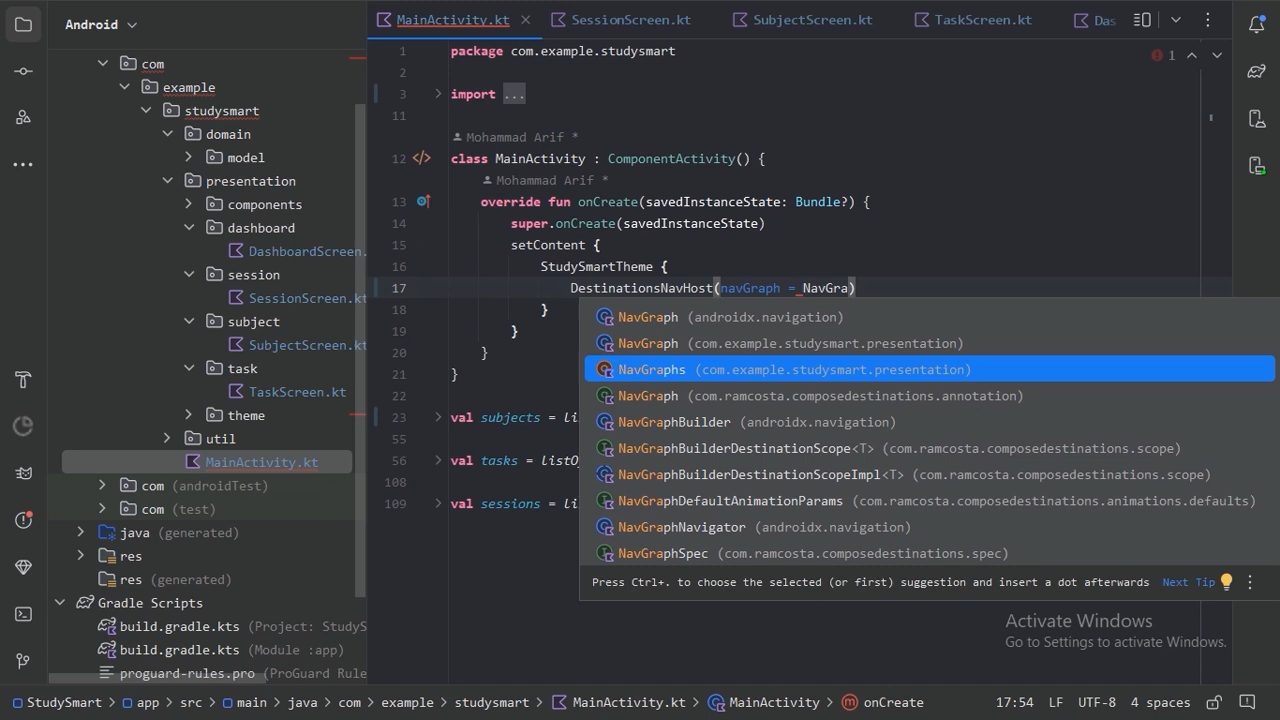 Android
MainActivity.kt
SessionScreen.kt
SubjectScreen.kt
TaskScreen.kt
Das
com
example
studysmart
domain
model
presentation
components
dashboard
DashboardScreen.
session
SessionScreen.kt
subject
SubjectScreen.kt
task
TaskScreen.kt
theme
util
MainActivity.kt
com (androidTest)
com (test)
java (generated)
res
res (generated)
Gradle Scripts
build.gradle.kts (Project: StudyS
build.gradle.kts (Module :app)
proguard-rules.pro (ProGuard Rule
1 package com.example.studysmart
1
2
3 import ...
11
Mohammad Arif *
12 class MainActivity : ComponentActivity() {
Mohammad Arif *
13 override fun onCreate(savedInstanceState: Bundle?) {
14 super.onCreate(savedInstanceState)
15 setContent {
16 StudySmartTheme {
17 DestinationsNavHost(navGraph = NavGra)
18 }
19 }
20 }
21 }
22
23 val subjects = li
55
56 val tasks = listO
108
109 val sessions = li
NavGraph (androidx.navigation)
NavGraph (com.example.studysmart.presentation)
NavGraphs (com.example.studysmart.presentation)
NavGraph (com.ramcosta.composedestinations.annotation)
NavGraphBuilder (androidx.navigation)
NavGraphBuilderDestinationScope<T> (com.ramcosta.composedestinations.scope)
NavGraphBuilderDestinationScopeImpl<T> (com.ramcosta.composedestinations.scope)
NavGraphDefaultAnimationParams (com.ramcosta.composedestinations.animations.defaults)
NavGraphNavigator (androidx.navigation)
NavGraphSpec (com.ramcosta.composedestinations.spec)
Press Ctrl+. to choose the selected (or first) suggestion and insert a dot afterwards Next Tip
Activate Windows
Go to Settings to activate Windows.
StudySmart > app > src > main > java > com > example > studysmart > MainActivity.kt > MainActivity > onCreate 17:54 LF UTF-8 4 spaces